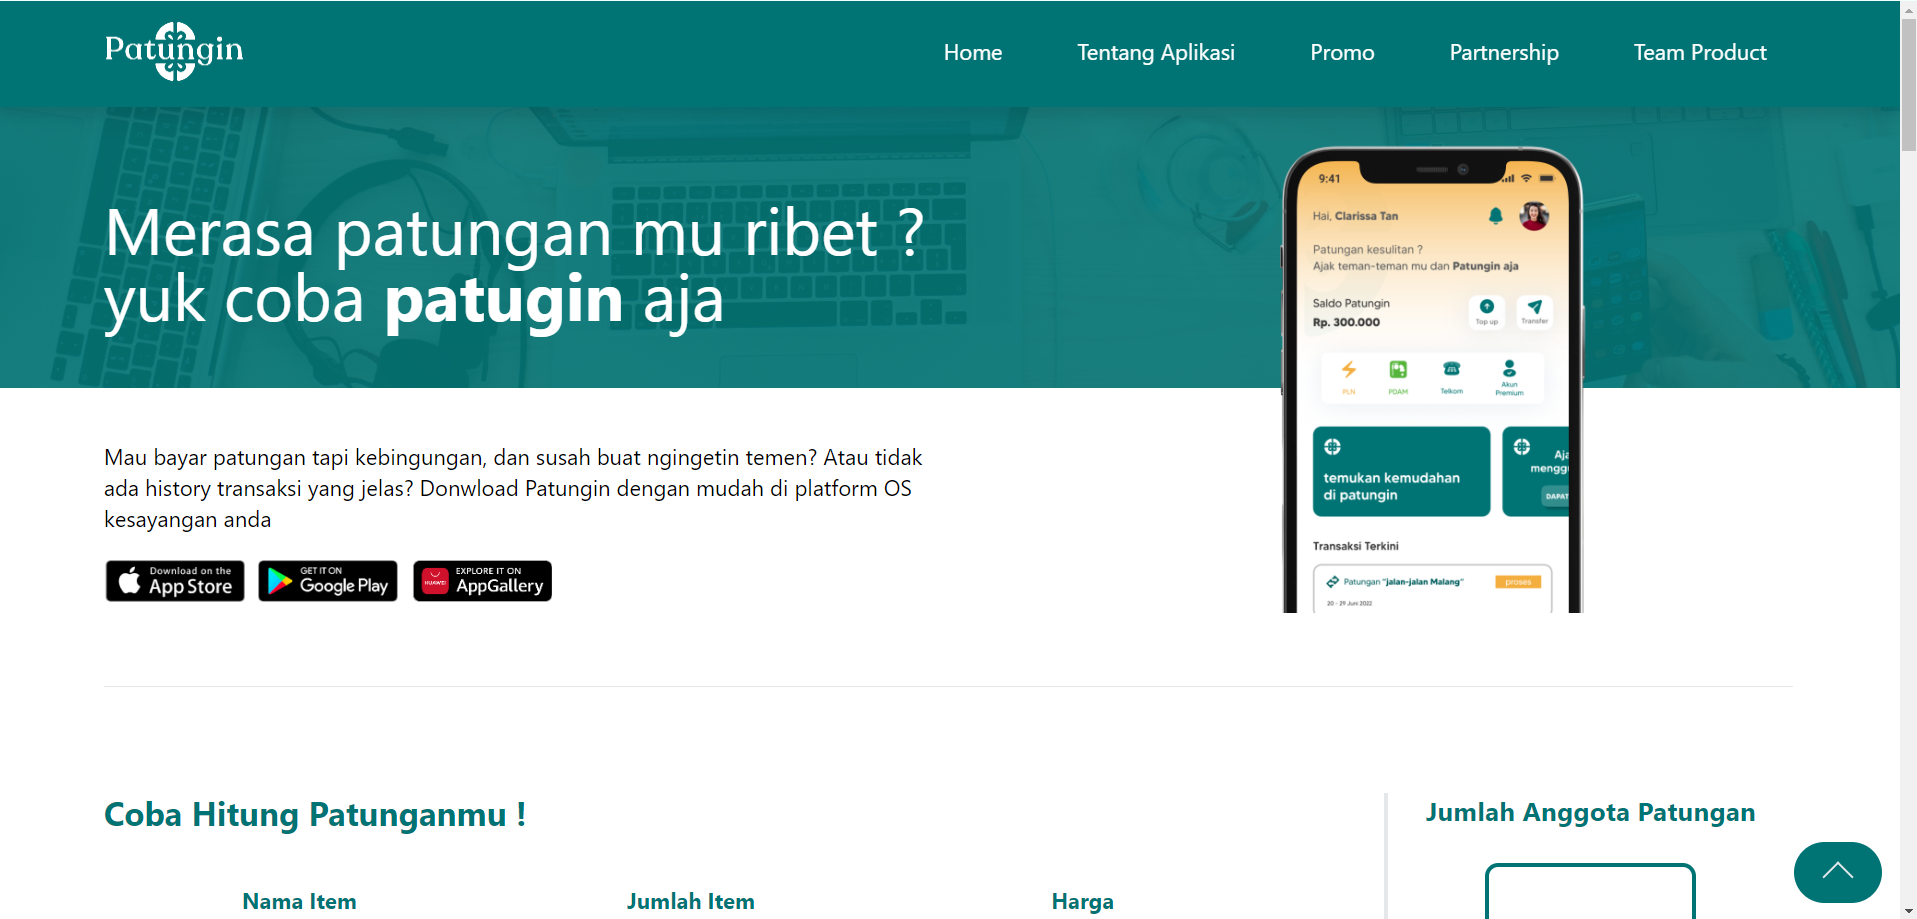 Patungin
Home Tentang Aplikasi Promo Partnership Team Product
Merasa patungan mu ribet ?
yuk coba patugin aja
Mau bayar patungan tapi kebingungan, dan susah buat ngingetin temen? Atau tidak
ada history transaksi yang jelas? Donwload Patungin dengan mudah di platform OS
kesayangan anda
Download on the
App Store
GET IT ON
Google Play
HUAWEI
EXPLORE IT ON
AppGallery
9:41
Hai, Clarissa Tan
Patungan kesulitan ?
Ajak teman-teman mu dan Patungin aja
Saldo Patungin
Rp. 300.000
Top up
Transfer
PLN
PDAM
Telkom
Akun
Premium
temukan kemudahan
di patungin
Aja
menggu
DAPAT
Transaksi Terkini
Patungan "jalan-jalan Malang"
proses
20 - 29 Juni 2022
Coba Hitung Patunganmu !
Jumlah Anggota Patungan
Nama Item Jumlah Item Harga